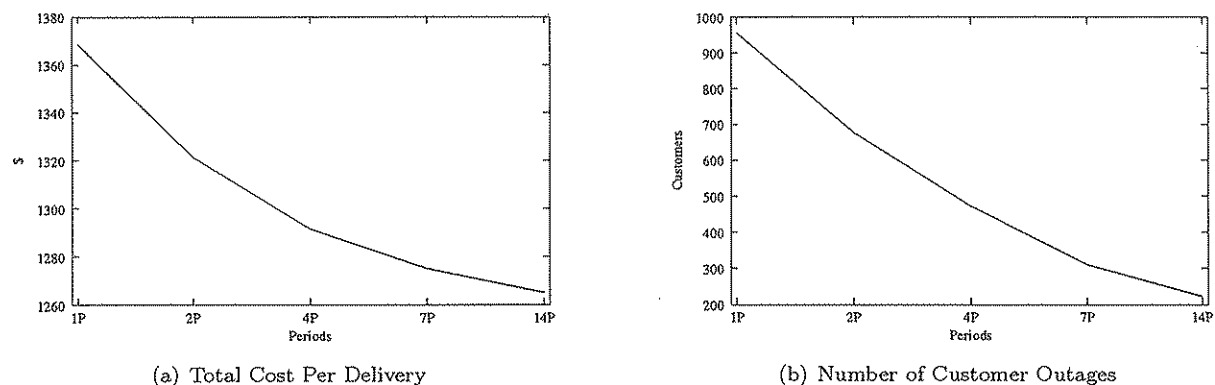 1380
1360
1340
1320
1300
1280
1260
$
1P 2P 4P 7P 14P
Periods
(a) Total Cost Per Delivery
1000
900
800
700
600
500
400
300
200
Customers
1P 2P 4P 7P 14P
Periods
(b) Number of Customer Outages